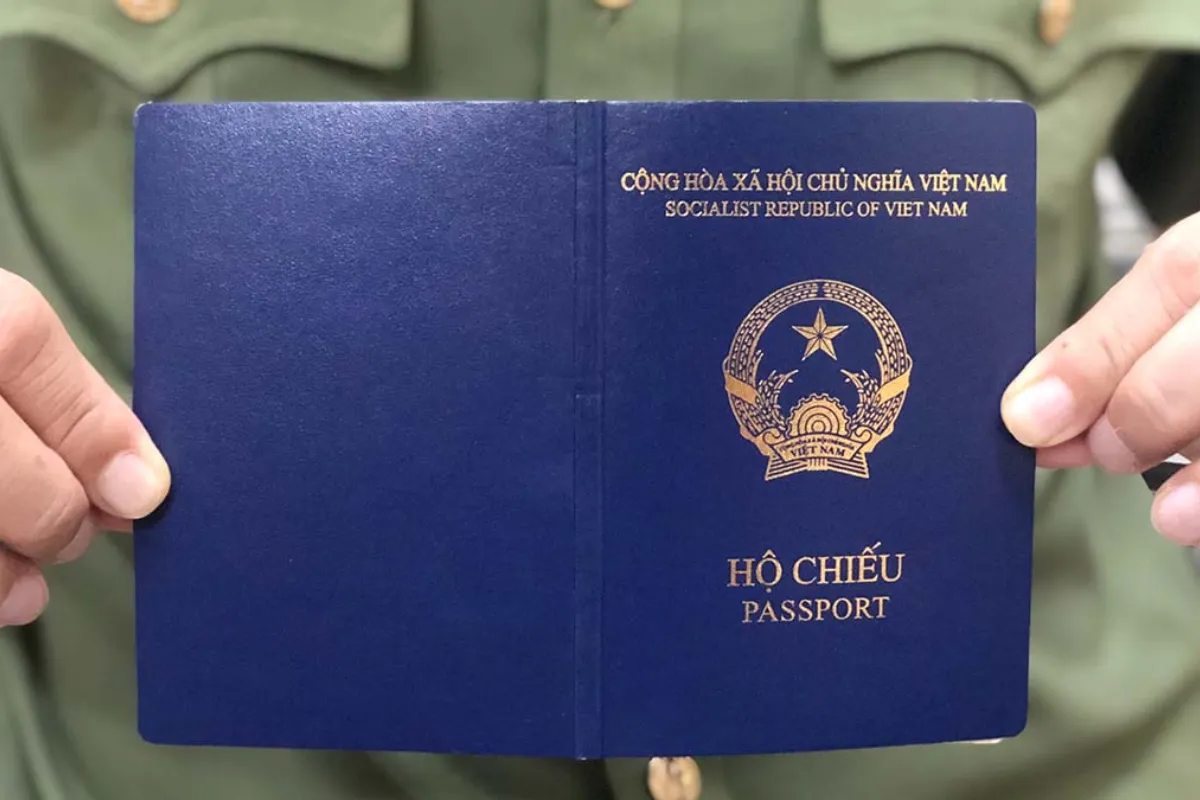 CỘNG HÒA XÃ HỘI CHỦ NGHĨA VIỆT NAM
SOCIALIST REPUBLIC OF VIET NAM
VIỆT NAM
HỘ CHIẾU
PASSPORT